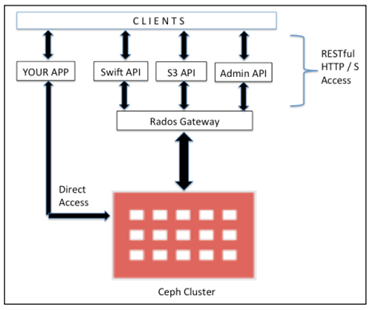 CLIENTS
RESTful
HTTP / S
Access
YOUR APP
Swift API
S3 API
Admin API
Rados Gateway
Direct
Access
Ceph Cluster